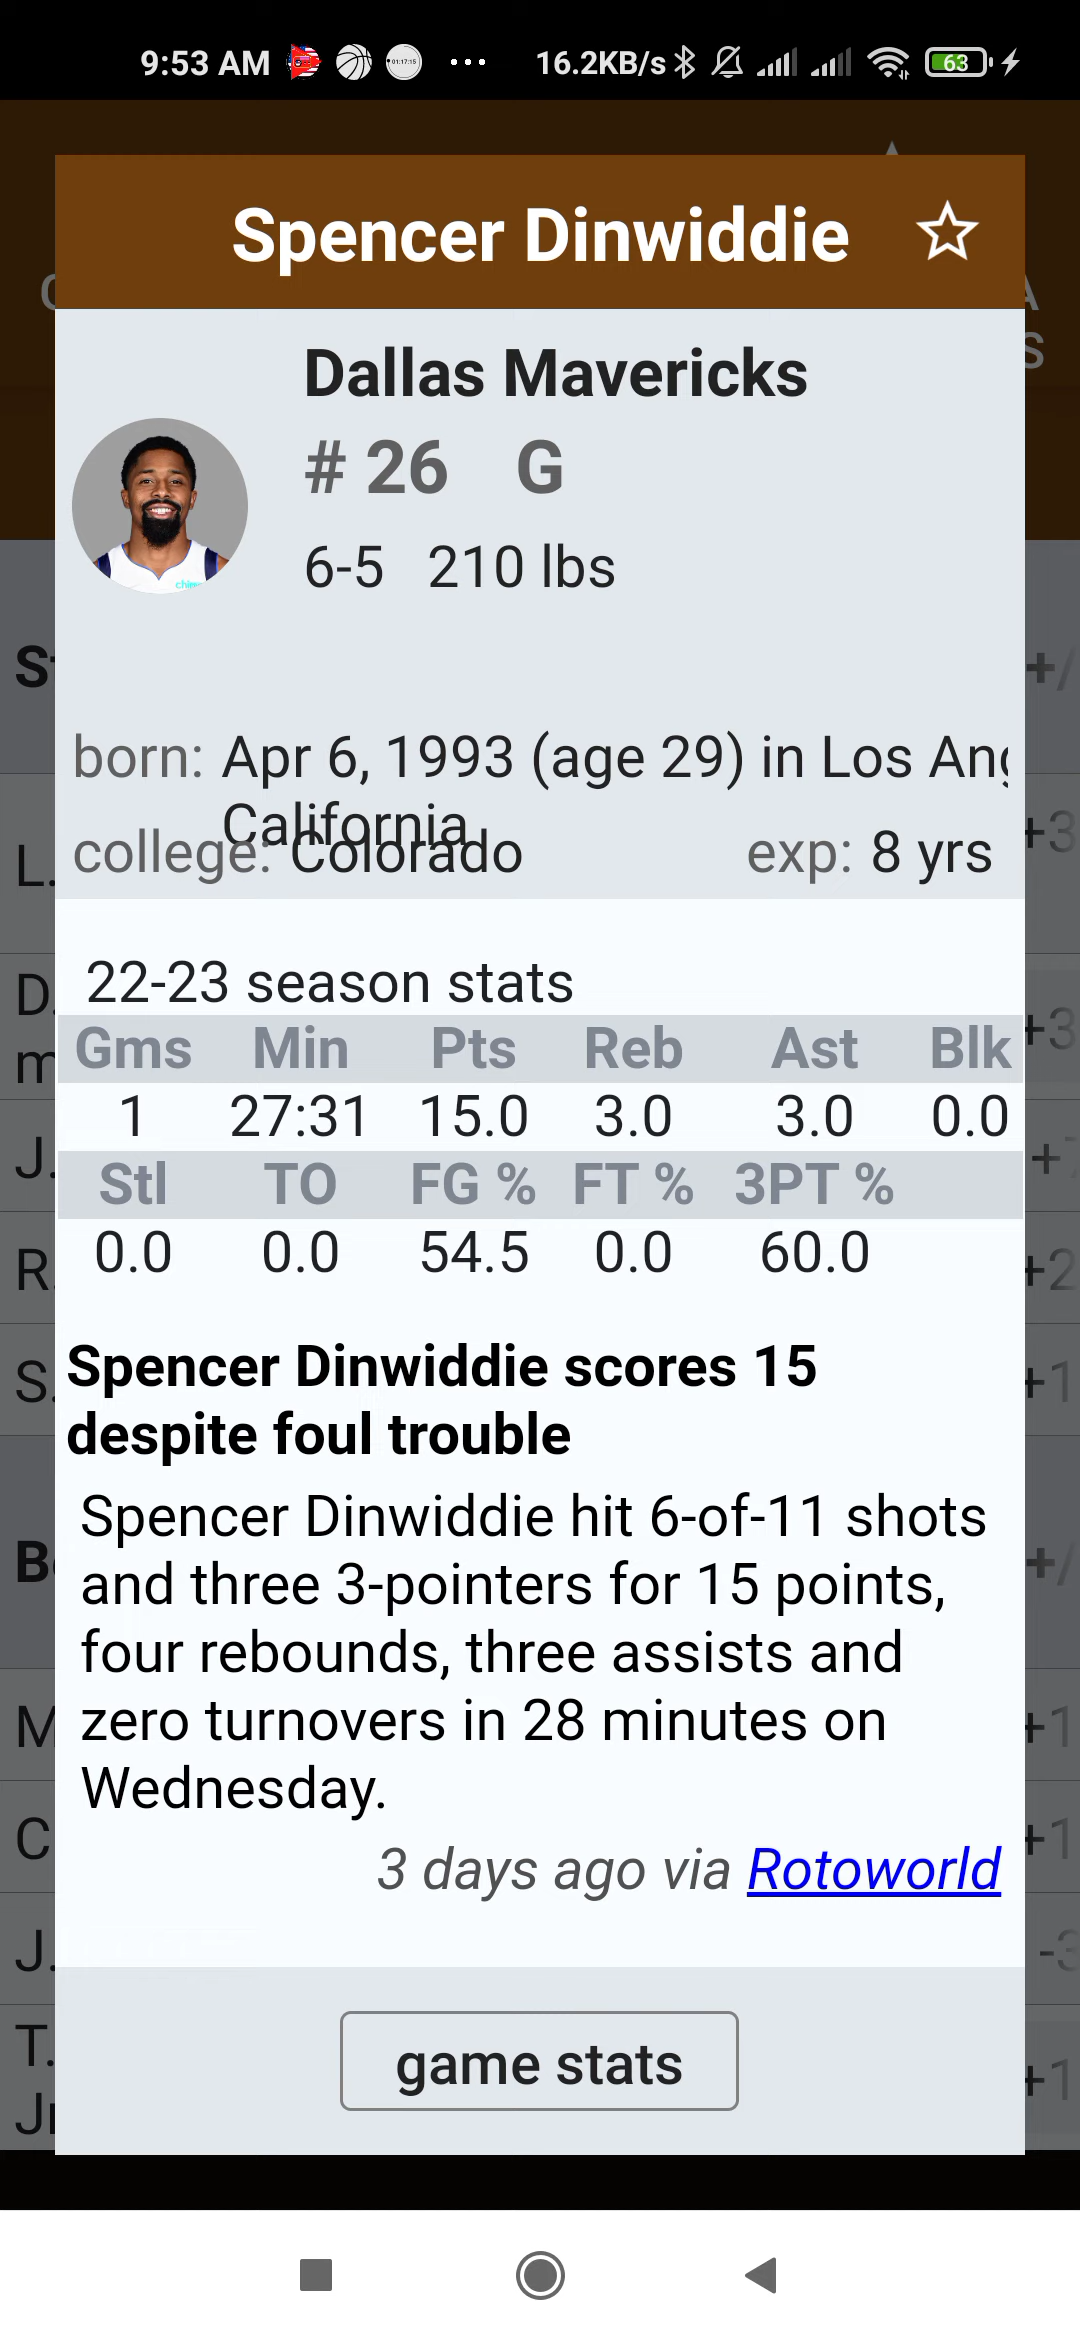 9:53 AM 01:17:15 ... 16.2KB/s 63
Spencer Dinwiddie
Dallas Mavericks
# 26 G
6-5 210 lbs
born: Apr 6, 1993 (age 29) in Los Ang
California
college: Colorado exp: 8 yrs
22-23 season stats
Gms Min Pts Reb Ast Blk
1 27:31 15.0 3.0 3.0 0.0
Stl TO FG % FT % 3PT %
0.0 0.0 54.5 0.0 60.0
Spencer Dinwiddie scores 15
despite foul trouble
Spencer Dinwiddie hit 6-of-11 shots
and three 3-pointers for 15 points,
four rebounds, three assists and
zero turnovers in 28 minutes on
Wednesday.
3 days ago via Rotoworld
game stats